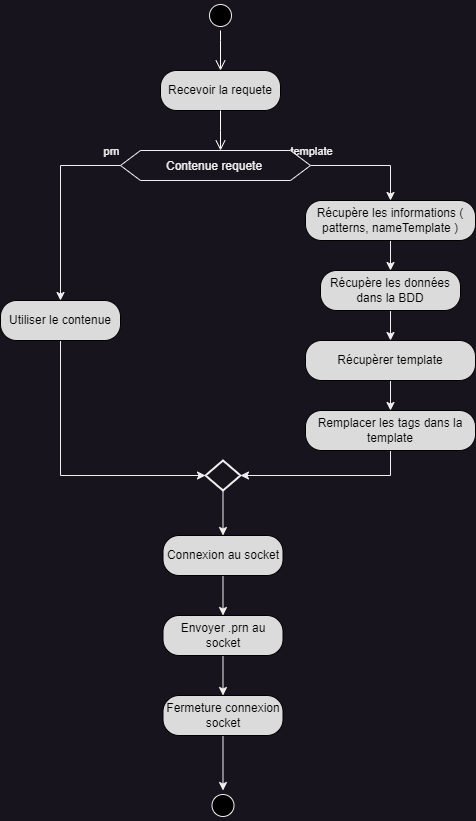 Recevoir la requete
prn
template
Contenue requete
Récupère les informations (
patterns, nameTemplate )
Récupère les données
dans la BDD
Utiliser le contenue
Récupèrer template
Remplacer les tags dans la
template
Connexion au socket
Envoyer .prn au
socket
Fermeture connexion
socket